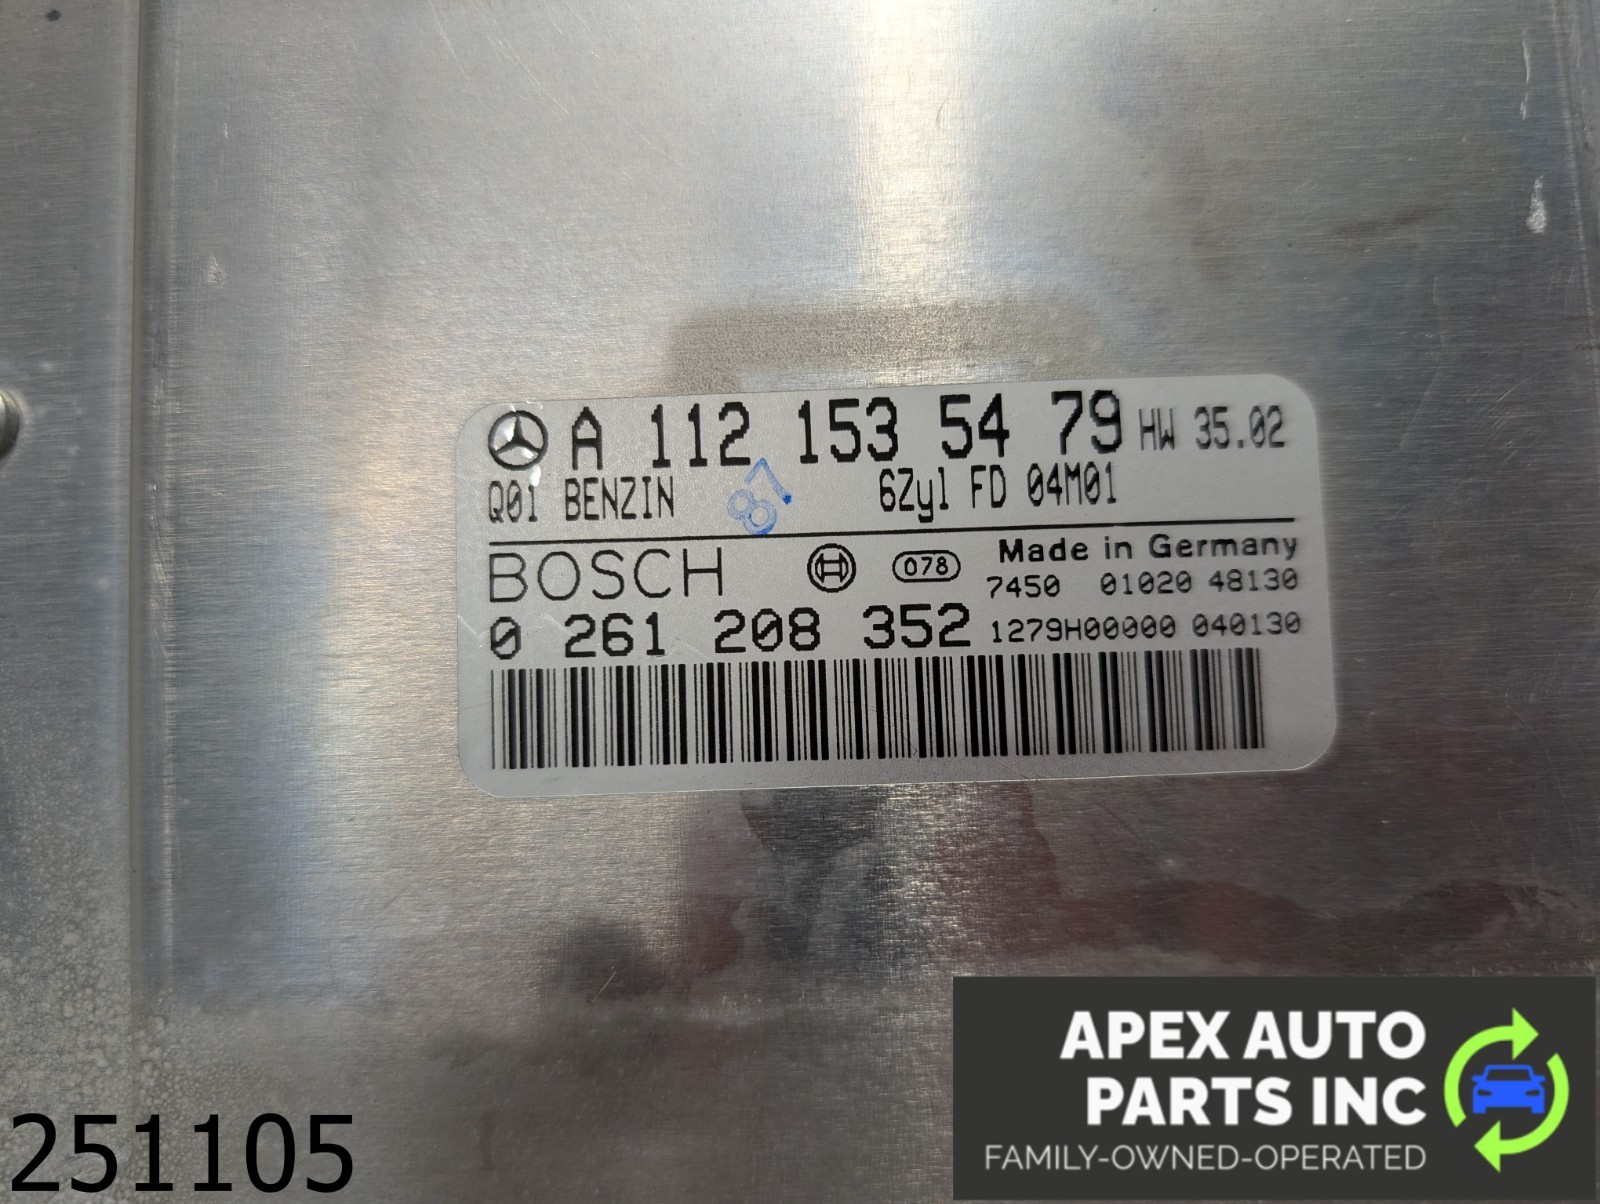 A 112 153 54 79 HW 35.02
Q01 BENZIN 6Zyl FD 04M01
87
BOSCH 078 Made in Germany
7450 01020 48130
0 261 208 352 1279H00000 040130
251105
APEX AUTO
PARTS INC
FAMILY-OWNED-OPERATED